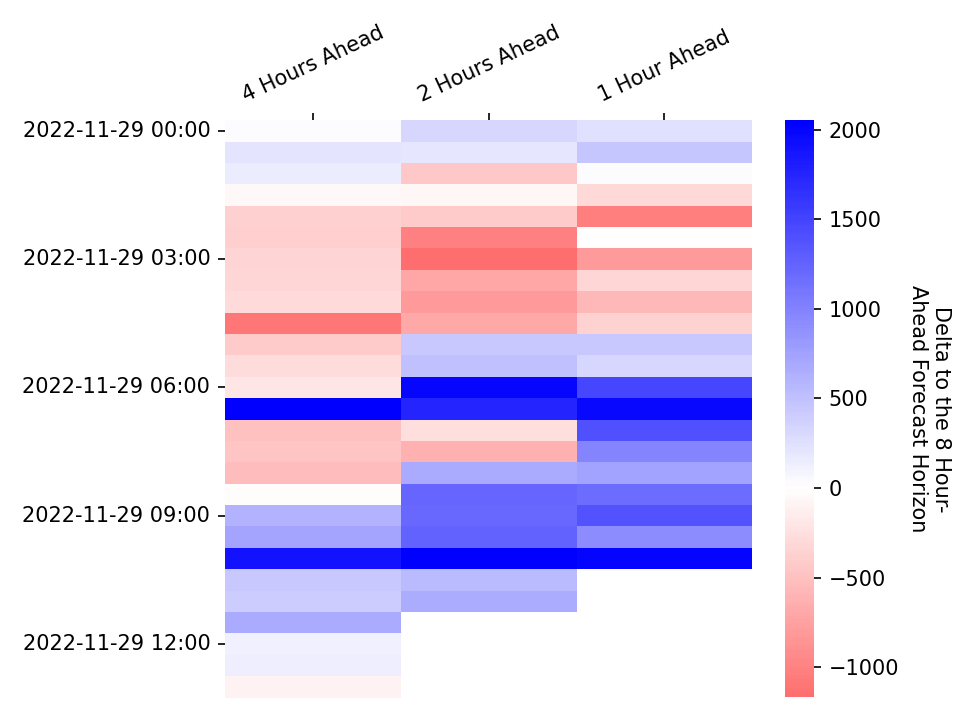 4 Hours Ahead
2 Hours Ahead
1 Hour Ahead
2022-11-29 00:00
2022-11-29 03:00
2022-11-29 06:00
2022-11-29 09:00
2022-11-29 12:00
2000
1500
1000
500
0
−500
−1000
Delta to the 8 Hour-
Ahead Forecast Horizon